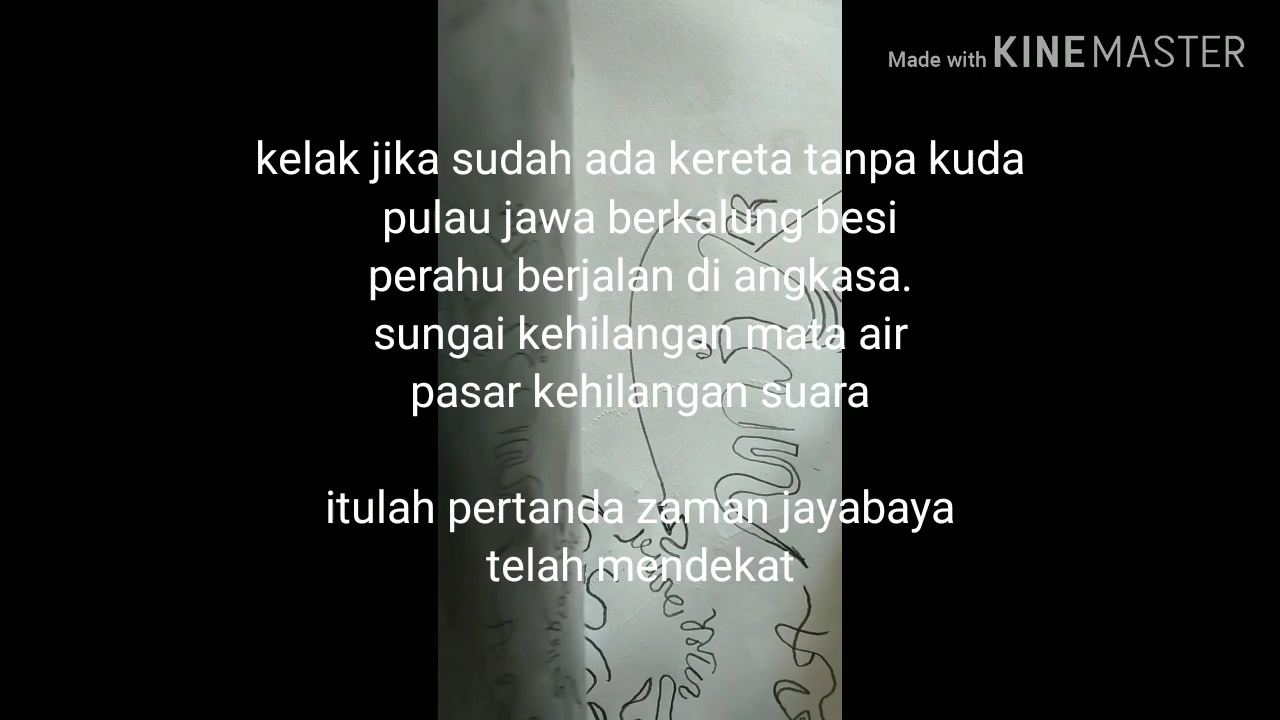 Made with KINEMASTER
kelak jika sudah ada kereta tanpa kuda
pulau jawa berkalung besi
perahu berjalan di angkasa.
sungai kehilangan mata air
pasar kehilangan suara
itulah pertanda zaman jayabaya
telah mendekat